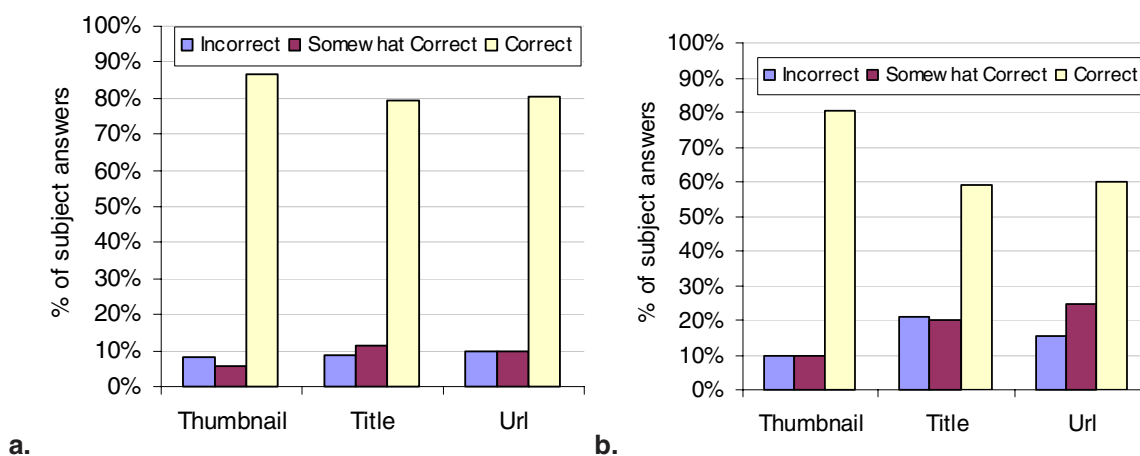 100%
90%
80%
70%
60%
50%
40%
30%
20%
10%
0%
% of subject answers
Incorrect Somew hat Correct Correct
Thumbnail Title Url
a.
100%
90%
80%
70%
60%
50%
40%
30%
20%
10%
0%
% of subject answers
Incorrect Somew hat Correct Correct
Thumbnail Title Url
b.